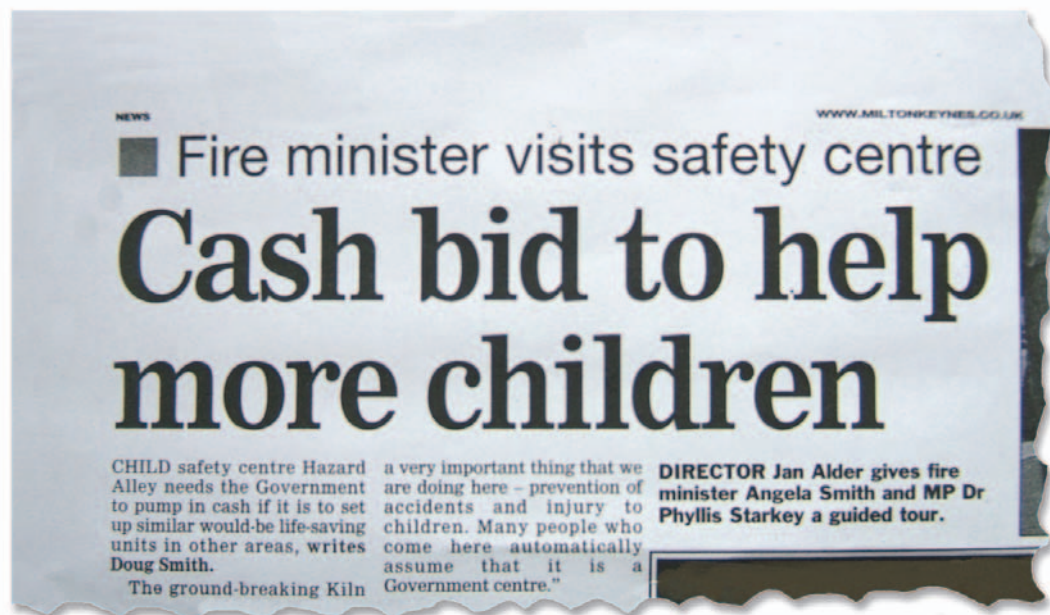 NEWS
WWW.MILTONKEYNES.CO.UK
Fire minister visits safety centre
Cash bid to help
more children
CHILD safety centre Hazard
Alley needs the Government
to pump in cash if it is to set
up similar would-be life-saving
units in other areas, writes
Doug Smith.
The ground-breaking Kiln
a very important thing that we
are doing here – prevention of
accidents and injury to
children. Many people who
come here automatically
assume that it is a
Government centre."
DIRECTOR Jan Alder gives fire
minister Angela Smith and MP Dr
Phyllis Starkey a guided tour.